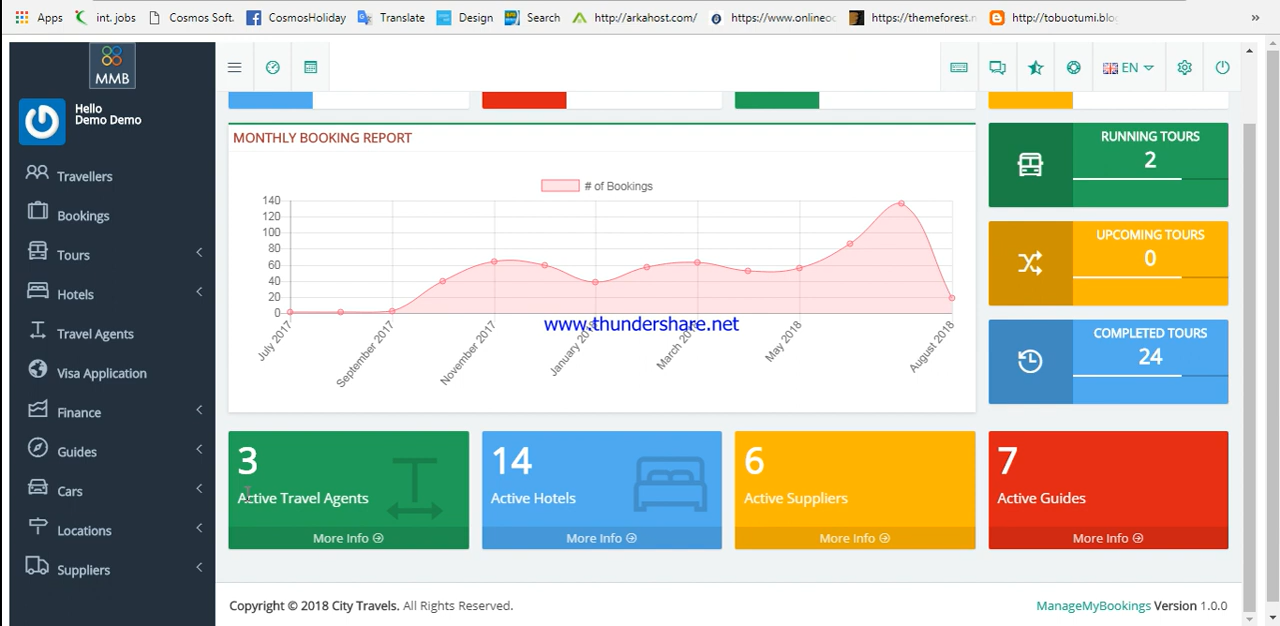 Apps int. jobs Cosmos Soft. CosmosHoliday Translate Design Search http://arkahost.com/ https://www.onlineoc https://themeforest.n http://tobuotumi.blo »
MMB
EN
Hello
Demo Demo
Travellers
Bookings
Tours
Hotels
Travel Agents
Visa Application
Finance
Guides
Cars
Locations
Suppliers
MONTHLY BOOKING REPORT
# of Bookings
140
120
100
80
60
40
20
0
July 2017
September 2017
November 2017
January 2018
March 2018
May 2018
August 2018
www.thundershare.net
RUNNING TOURS
2
UPCOMING TOURS
0
COMPLETED TOURS
24
3
Active Travel Agents
More Info
14
Active Hotels
More Info
6
Active Suppliers
More Info
7
Active Guides
More Info
Copyright © 2018 City Travels. All Rights Reserved.
ManageMyBookings Version 1.0.0